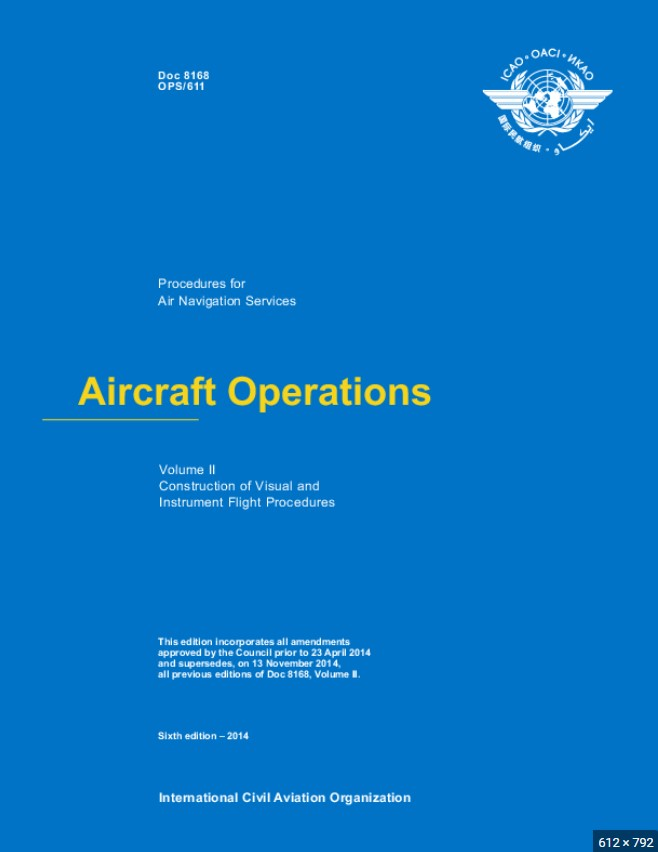 Doc 8168
OPS/611
ICAO • OACI • ИКАО
国际民航组织 • إيكاو
Procedures for
Air Navigation Services
Aircraft Operations
Volume II
Construction of Visual and
Instrument Flight Procedures
This edition incorporates all amendments
approved by the Council prior to 23 April 2014
and supersedes, on 13 November 2014,
all previous editions of Doc 8168, Volume II.
Sixth edition – 2014
International Civil Aviation Organization
612 × 792